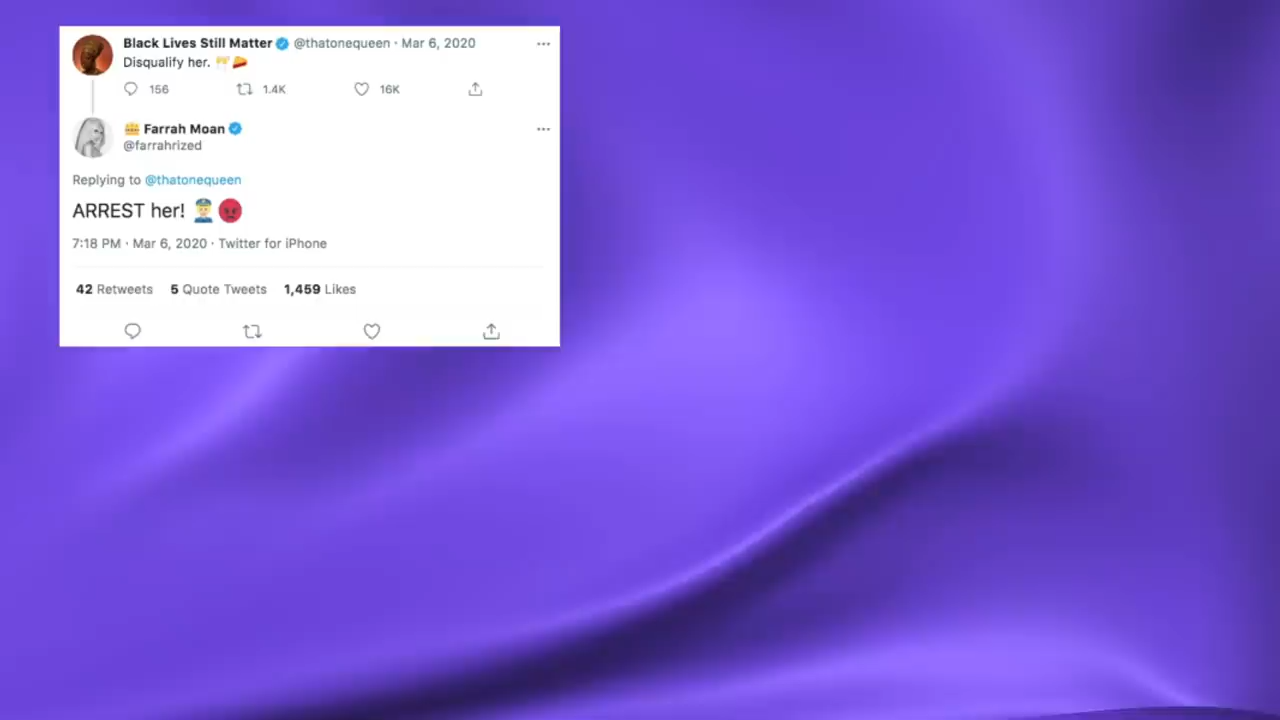 Black Lives Still Matter @thatonequeen · Mar 6, 2020
Disqualify her. 🥂🍒
156 1.4K 16K
👑 Farrah Moan
@farrahrized
Replying to @thatonequeen
ARREST her! 👮🏼😡
7:18 PM · Mar 6, 2020 · Twitter for iPhone
42 Retweets 5 Quote Tweets 1,459 Likes